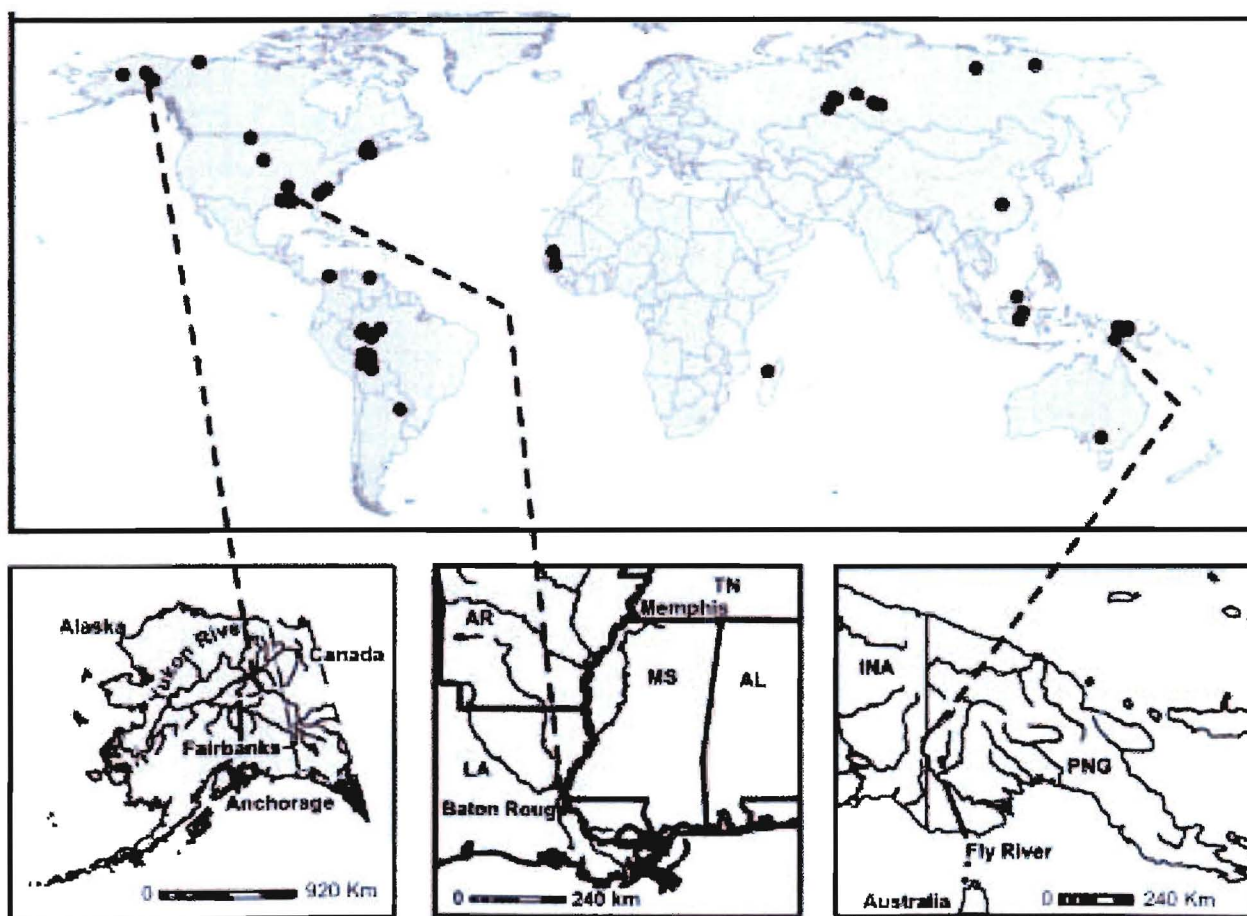 Alaska
Yukon River
Canada
Fairbanks
Anchorage
0 920 Km
TN
Memphis
AR
MS
AL
LA
Baton Roug
0 240 km
INA
PNG
Fly River
Australia
0 240 Km